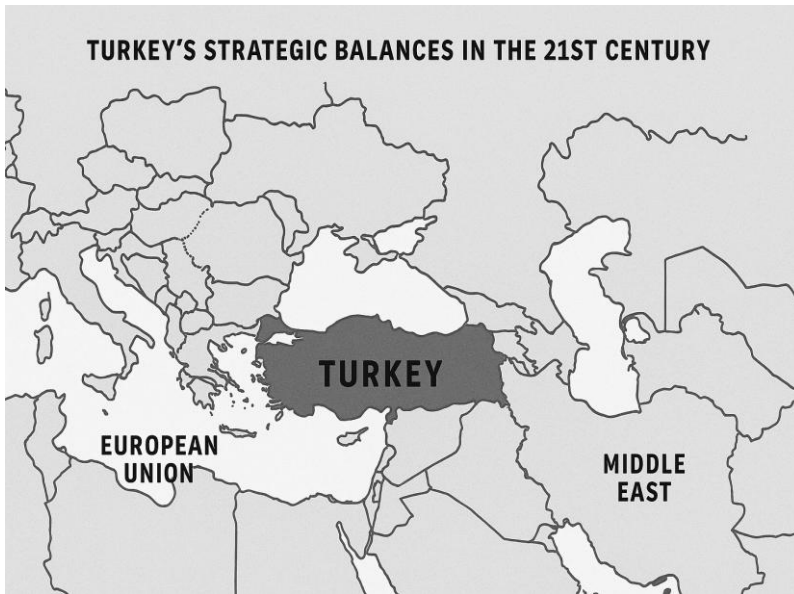 TURKEY'S STRATEGIC BALANCES IN THE 21ST CENTURY
TURKEY
EUROPEAN
UNION
MIDDLE
EAST